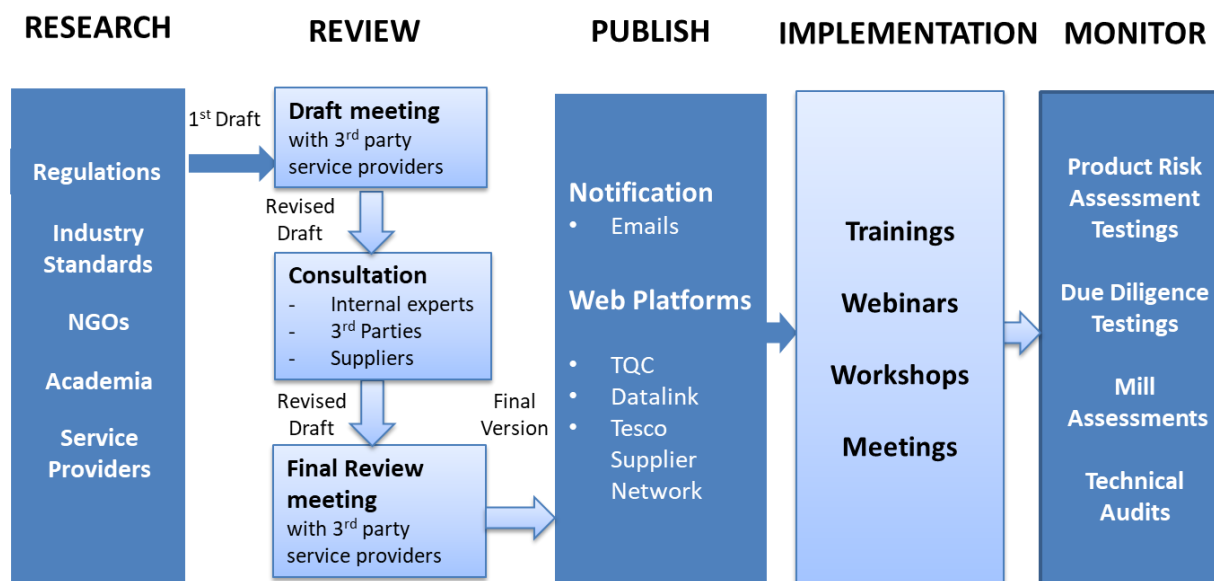 RESEARCH
REVIEW
PUBLISH
IMPLEMENTATION
MONITOR
Regulations
Industry
Standards
NGOs
Academia
Service
Providers
1st Draft
Draft meeting
with 3rd party
service providers
Revised
Draft
Consultation
- Internal experts
- 3rd Parties
- Suppliers
Revised
Draft
Final Review
meeting
with 3rd party
service providers
Final
Version
Notification
• Emails
Web Platforms
• TQC
• Datalink
• Tesco
Supplier
Network
Trainings
Webinars
Workshops
Meetings
Product Risk
Assessment
Testings
Due Diligence
Testings
Mill
Assessments
Technical
Audits